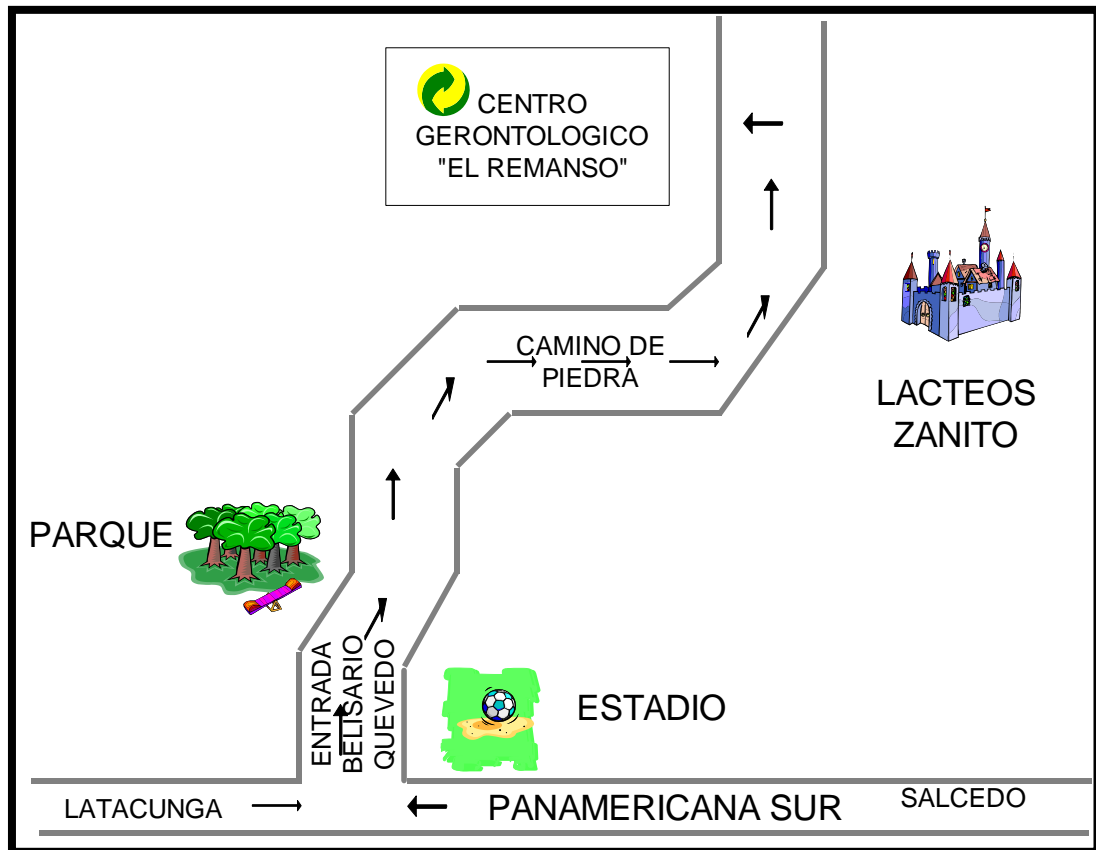 CENTRO
GERONTOLOGICO
"EL REMANSO"
CAMINO DE
PIEDRA
LACTEOS
ZANITO
PARQUE
ENTRADA
BELISARIO
QUEVEDO
ESTADIO
LATACUNGA
PANAMERICANA SUR
SALCEDO